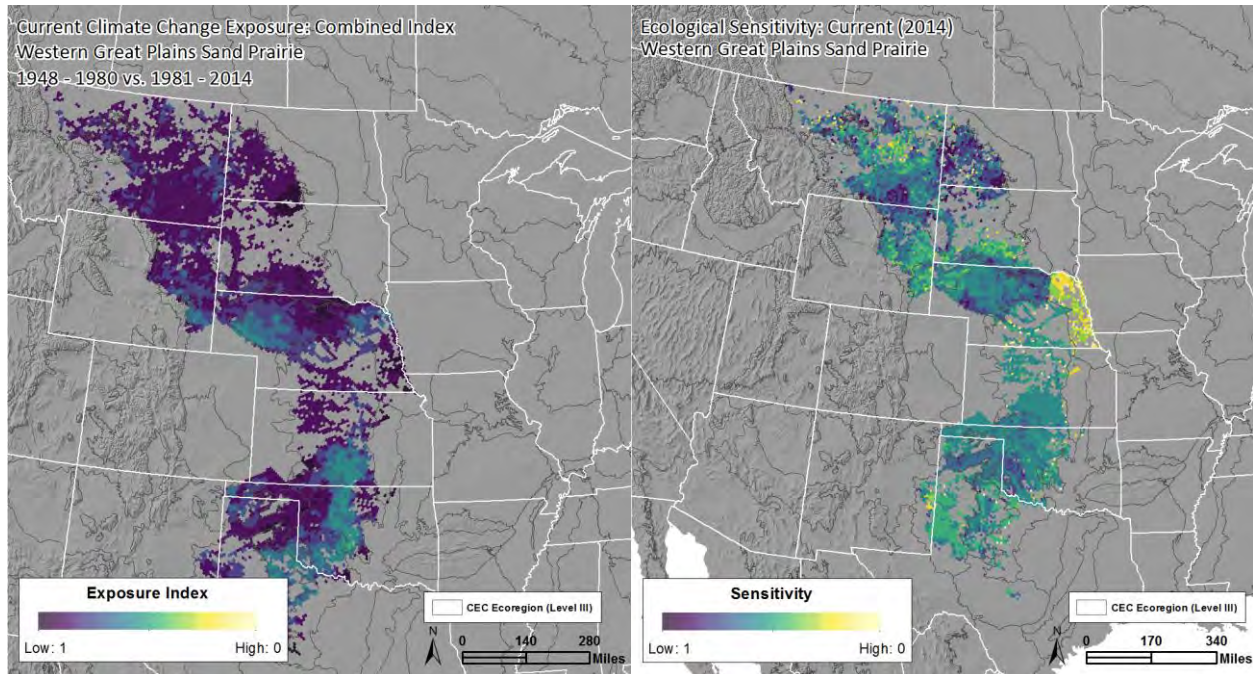 Current Climate Change Exposure: Combined Index
Western Great Plains Sand Prairie
1948 - 1980 vs. 1981 - 2014
Exposure Index
Low: 1
High: 0
CEC Ecoregion (Level III)
N
0 140 280
Miles
Ecological Sensitivity: Current (2014)
Western Great Plains Sand Prairie
Sensitivity
Low: 1
High: 0
CEC Ecoregion (Level III)
N
0 170 340
Miles